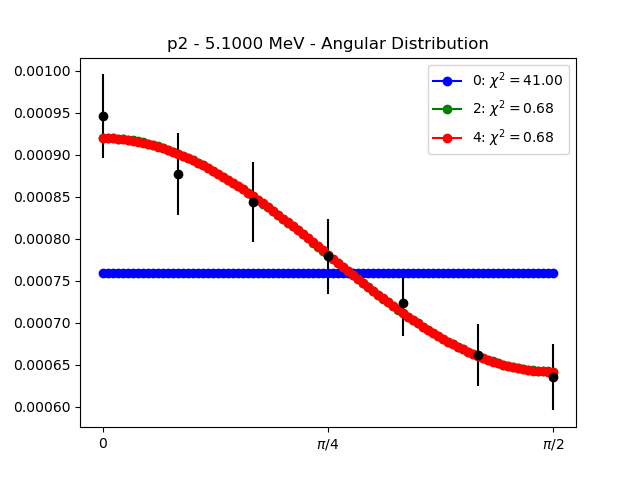 p2 - 5.1000 MeV - Angular Distribution
0.00100
0.00095
0.00090
0.00085
0.00080
0.00075
0.00070
0.00065
0.00060
0: χ² = 41.00
2: χ² = 0.68
4: χ² = 0.68
0
π/4
π/2